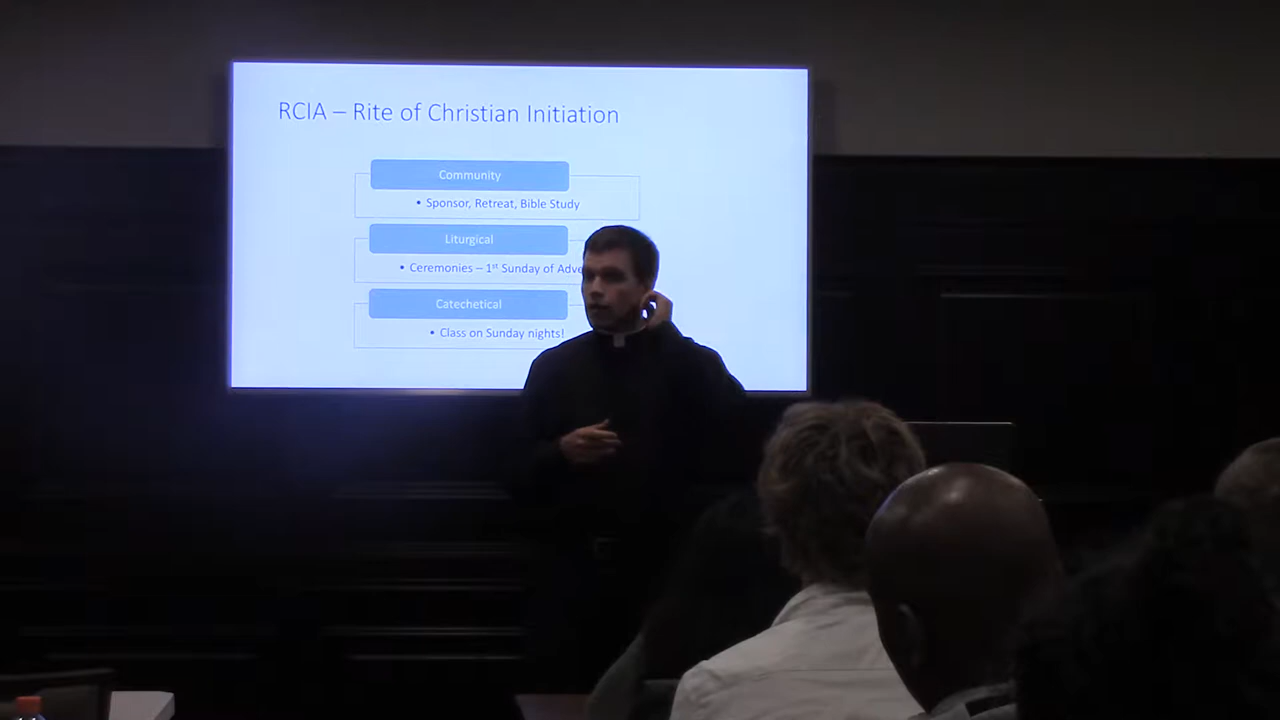 RCIA – Rite of Christian Initiation
Community
• Sponsor, Retreat, Bible Study
Liturgical
• Ceremonies – 1st Sunday of Adve
Catechetical
• Class on Sunday nights!